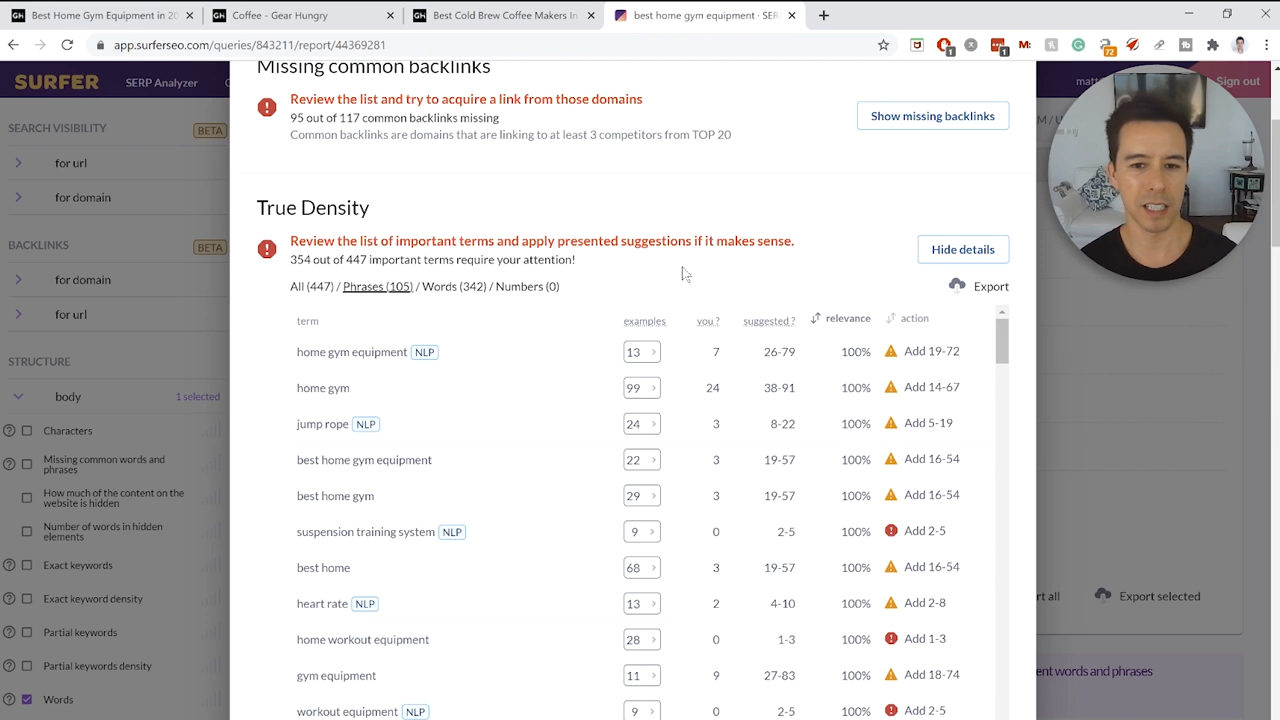 Best Home Gym Equipment in 20
Coffee - Gear Hungry
Best Cold Brew Coffee Makers In
best home gym equipment · SER
app.surferseo.com/queries/843211/report/44369281
SURFER
SERP Analyzer
Sign out
SEARCH VISIBILITY
BETA
for url
for domain
BACKLINKS
BETA
for domain
for url
STRUCTURE
body
1 selected
Characters
Missing common words and
phrases
How much of the content on the
website is hidden
Number of words in hidden
elements
Exact keywords
Exact keyword density
Partial keywords
Partial keywords density
Words
Missing common backlinks
Review the list and try to acquire a link from those domains
95 out of 117 common backlinks missing
Common backlinks are domains that are linking to at least 3 competitors from TOP 20
Show missing backlinks
True Density
Review the list of important terms and apply presented suggestions if it makes sense.
354 out of 447 important terms require your attention!
Hide details
All (447) / Phrases (105) / Words (342) / Numbers (0)
Export
term examples you ? suggested ? relevance action
home gym equipment NLP 13 7 26-79 100% Add 19-72
home gym 99 24 38-91 100% Add 14-67
jump rope NLP 24 3 8-22 100% Add 5-19
best home gym equipment 22 3 19-57 100% Add 16-54
best home gym 29 3 19-57 100% Add 16-54
suspension training system NLP 9 0 2-5 100% Add 2-5
best home 68 3 19-57 100% Add 16-54
heart rate NLP 13 2 4-10 100% Add 2-8
home workout equipment 28 0 1-3 100% Add 1-3
gym equipment 11 9 27-83 100% Add 18-74
workout equipment NLP 9 0 2-5 100% Add 2-5
Export selected
words and phrases